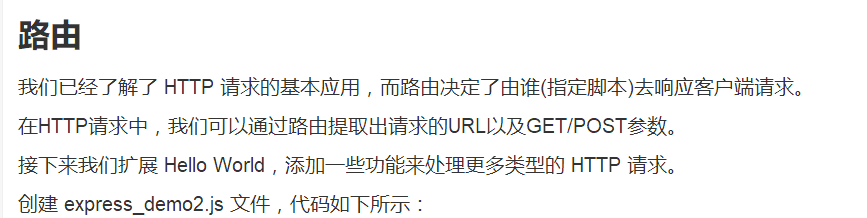 路由
我们已经了解了 HTTP 请求的基本应用，而路由决定了由谁(指定脚本)去响应客户端请求。
在HTTP请求中，我们可以通过路由提取出请求的URL以及GET/POST参数。
接下来我们扩展 Hello World，添加一些功能来处理更多类型的 HTTP 请求。
创建 express_demo2.js 文件，代码如下所示：